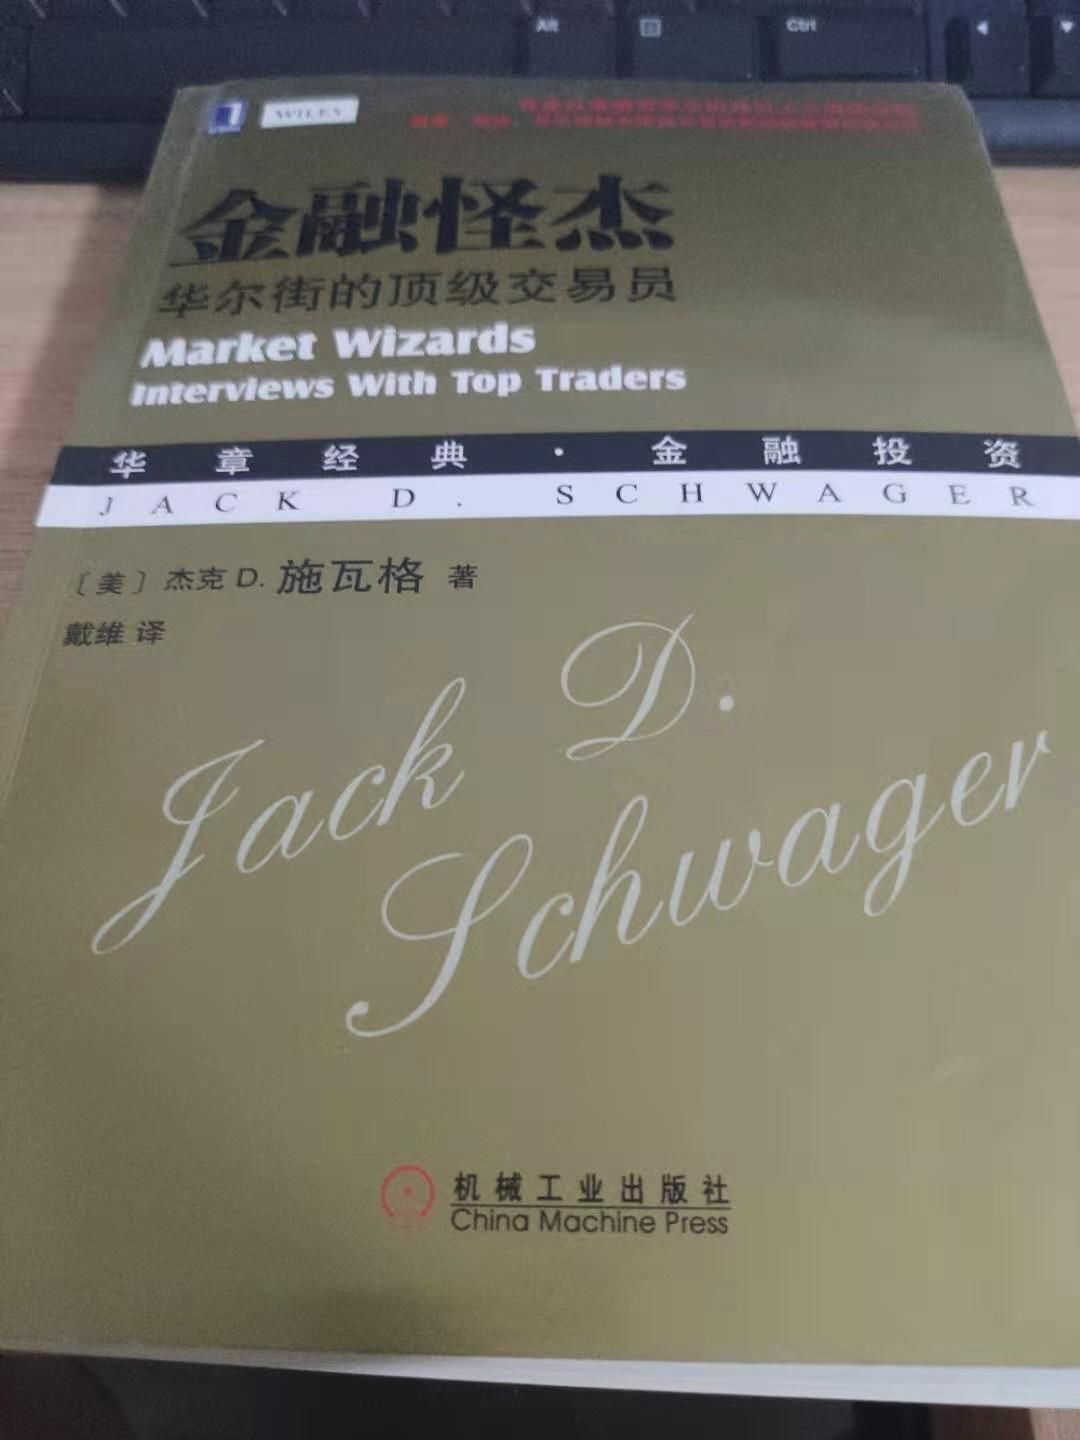 Alt
Ctrl
WILEY
金融怪杰
华尔街的顶级交易员
Market Wizards
Interviews With Top Traders
华章经典·金融投资
JACK D. SCHWAGER
〔美〕杰克 D. 施瓦格 著
戴维 译
Jack D.
Schwager
机械工业出版社
China Machine Press